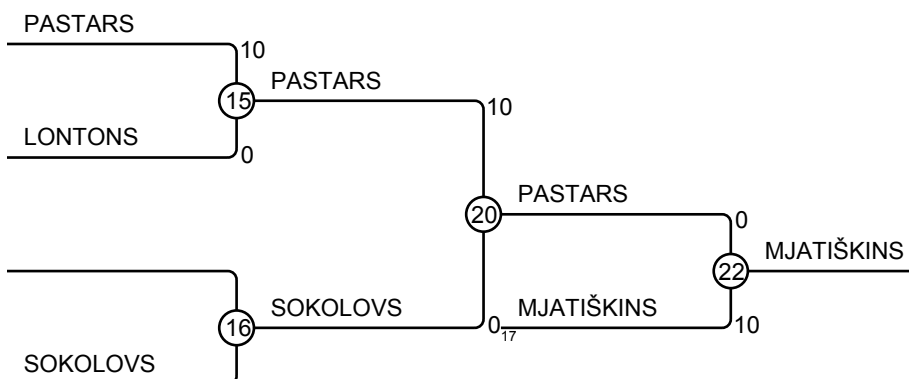 PASTARS
10
15
PASTARS
LONTONS
0
10
20
PASTARS
0
22
MJATIŠKINS
16
SOKOLOVS
0
17
MJATIŠKINS
10
SOKOLOVS